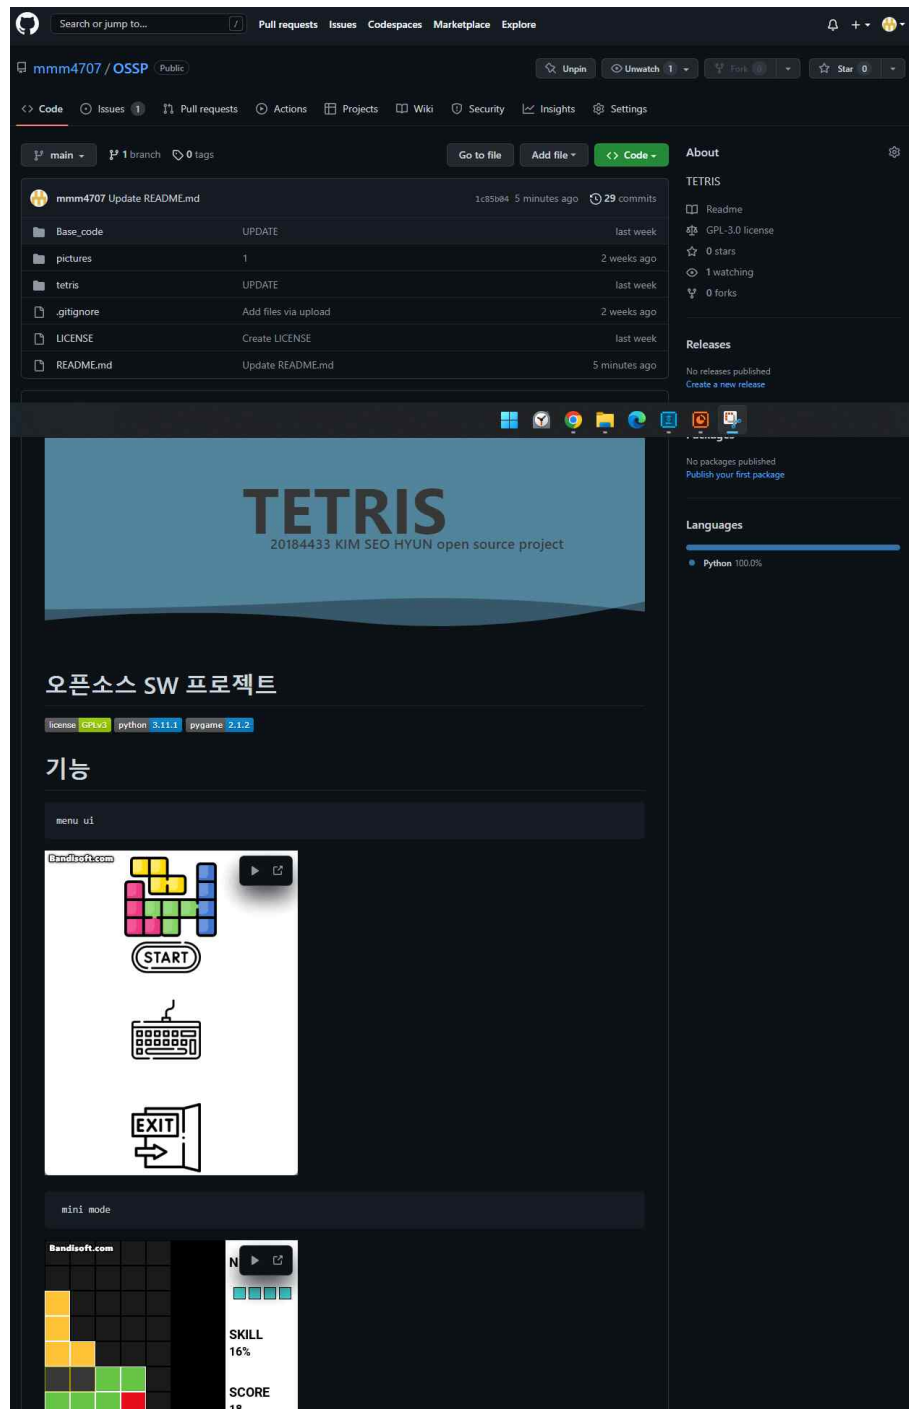 Search or jump to... / Pull requests Issues Codespaces Marketplace Explore
mmm4707 / OSSP Public Unpin Unwatch 1 Fork 0 Star 0
Code Issues 1 Pull requests Actions Projects Wiki Security Insights Settings
main 1 branch 0 tags Go to file Add file Code
mmm4707 Update README.md 1c85b04 5 minutes ago 29 commits
Base_code UPDATE last week
pictures 1 2 weeks ago
tetris UPDATE last week
.gitignore Add files via upload 2 weeks ago
LICENSE Create LICENSE last week
README.md Update README.md 5 minutes ago
About
TETRIS
Readme
GPL-3.0 license
0 stars
1 watching
0 forks
Releases
No releases published
Create a new release
Packages
No packages published
Publish your first package
Languages
Python 100.0%
TETRIS
20184433 KIM SEO HYUN open source project
오픈소스 SW 프로젝트
license GPLv3 python 3.11.1 pygame 2.1.2
기능
menu ui
Bandisoft.com
START
EXIT
mini mode
Bandisoft.com
N
SKILL
16%
SCORE
18